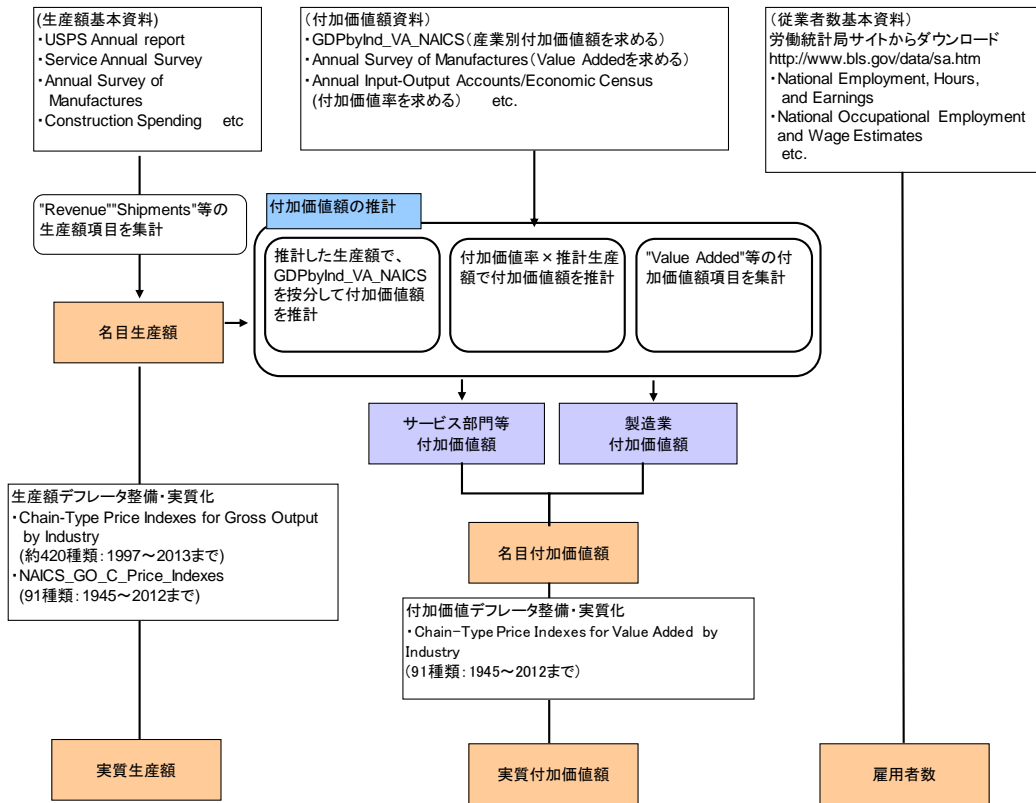 (生産額基本資料)
・USPS Annual report
・Service Annual Survey
・Annual Survey of
Manufactures
・Construction Spending etc
"Revenue""Shipments"等の
生産額項目を集計
名目生産額
生産額デフレータ整備・実質化
・Chain-Type Price Indexes for Gross Output
by Industry
(約420種類：1997～2013まで)
・NAICS_GO_C_Price_Indexes
(91種類：1945～2012まで)
実質生産額
(付加価値額資料)
・GDPbyInd_VA_NAICS(産業別付加価値額を求める)
・Annual Survey of Manufactures(Value Addedを求める)
・Annual Input-Output Accounts/Economic Census
(付加価値率を求める) etc.
付加価値額の推計
推計した生産額で、
GDPbyInd_VA_NAICS
を按分して付加価値額
を推計
付加価値率×推計生産
額で付加価値額を推計
"Value Added"等の付
加価値額項目を集計
サービス部門等
付加価値額
製造業
付加価値額
名目付加価値額
付加価値デフレータ整備・実質化
・Chain-Type Price Indexes for Value Added by
Industry
(91種類：1945～2012まで)
実質付加価値額
(従業者数基本資料)
労働統計局サイトからダウンロード
http://www.bls.gov/data/sa.htm
・National Employment, Hours,
and Earnings
・National Occupational Employment
and Wage Estimates
etc.
雇用者数